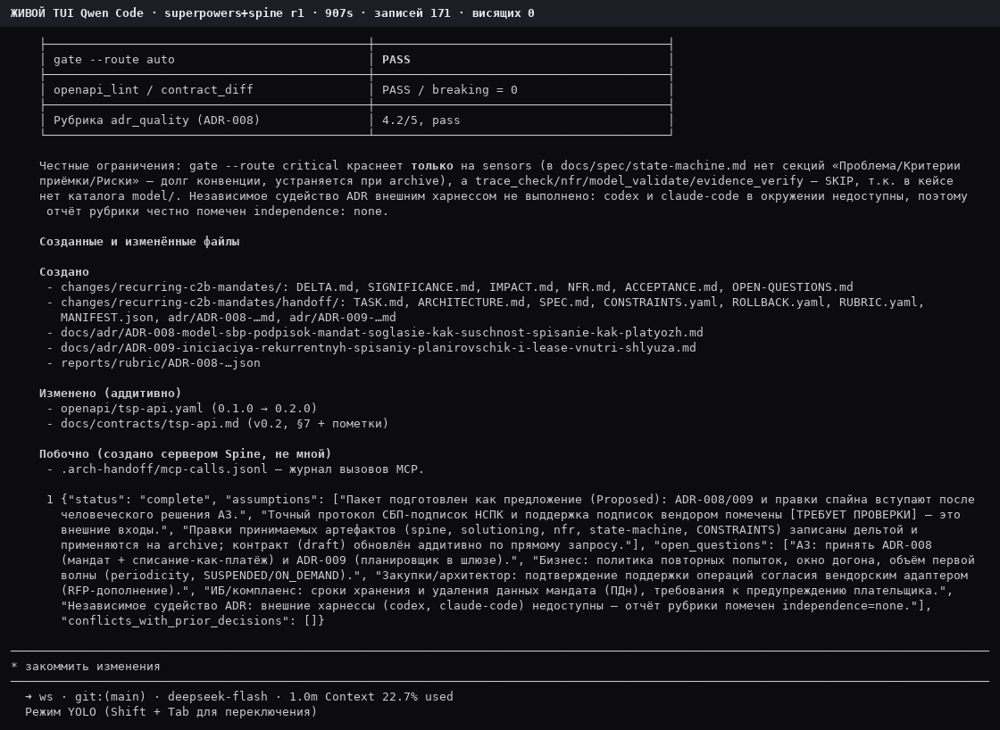 ЖИВОЙ TUI Qwen Code · superpowers+spine r1 · 907s · записей 171 · висящих 0
gate --route auto PASS
openapi_lint / contract_diff PASS / breaking = 0
Рубрика adr_quality (ADR-008) 4.2/5, pass
Честные ограничения: gate --route critical краснеет только на sensors (в docs/spec/state-machine.md нет секций «Проблема/Критерии
приёмки/Риски» — долг конвенции, устраняется при archive), а trace_check/nfr/model_validate/evidence_verify — SKIP, т.к. в кейсе
нет каталога model/. Независимое судейство ADR внешним харнессом не выполнено: codex и claude-code в окружении недоступны, поэтому
отчёт рубрики честно помечен independence: none.
Созданные и изменённые файлы
Создано
- changes/recurring-c2b-mandates/: DELTA.md, SIGNIFICANCE.md, IMPACT.md, NFR.md, ACCEPTANCE.md, OPEN-QUESTIONS.md
- changes/recurring-c2b-mandates/handoff/: TASK.md, ARCHITECTURE.md, SPEC.md, CONSTRAINTS.yaml, ROLLBACK.yaml, RUBRIC.yaml,
MANIFEST.json, adr/ADR-008-…md, adr/ADR-009-…md
- docs/adr/ADR-008-model-sbp-podpisok-mandat-soglasie-kak-suschnost-spisanie-kak-platyozh.md
- docs/adr/ADR-009-iniciaciya-rekurrentnyh-spisaniy-planirovschik-i-lease-vnutri-shlyuza.md
- reports/rubric/ADR-008-…json
Изменено (аддитивно)
- openapi/tsp-api.yaml (0.1.0 → 0.2.0)
- docs/contracts/tsp-api.md (v0.2, §7 + пометки)
Побочно (создано сервером Spine, не мной)
- .arch-handoff/mcp-calls.jsonl — журнал вызовов MCP.
1 {"status": "complete", "assumptions": ["Пакет подготовлен как предложение (Proposed): ADR-008/009 и правки спайна вступают после
человеческого решения A3.", "Точный протокол СБП-подписок НСПК и поддержка подписок вендором помечены [ТРЕБУЕТ ПРОВЕРКИ] — это
внешние входы.", "Правки принимаемых артефактов (spine, solutioning, nfr, state-machine, CONSTRAINTS) записаны дельтой и
применяются на archive; контракт (draft) обновлён аддитивно по прямому запросу."], "open_questions": ["A3: принять ADR-008
(мандат + списание-как-платёж) и ADR-009 (планировщик в шлюзе).", "Бизнес: политика повторных попыток, окно догона, объём первой
волны (periodicity, SUSPENDED/ON_DEMAND).", "Закупки/архитектор: подтверждение поддержки операций согласия вендорским адаптером
(RFP-дополнение).", "ИБ/комплаенс: сроки хранения и удаления данных мандата (ПДн), требования к предупреждению плательщика.",
"Независимое судейство ADR: внешние харнессы (codex, claude-code) недоступны — отчёт рубрики помечен independence=none."],
"conflicts_with_prior_decisions": []}
* закоммить изменения
➜ ws · git:(main) · deepseek-flash · 1.0m Context 22.7% used
Режим YOLO (Shift + Tab для переключения)